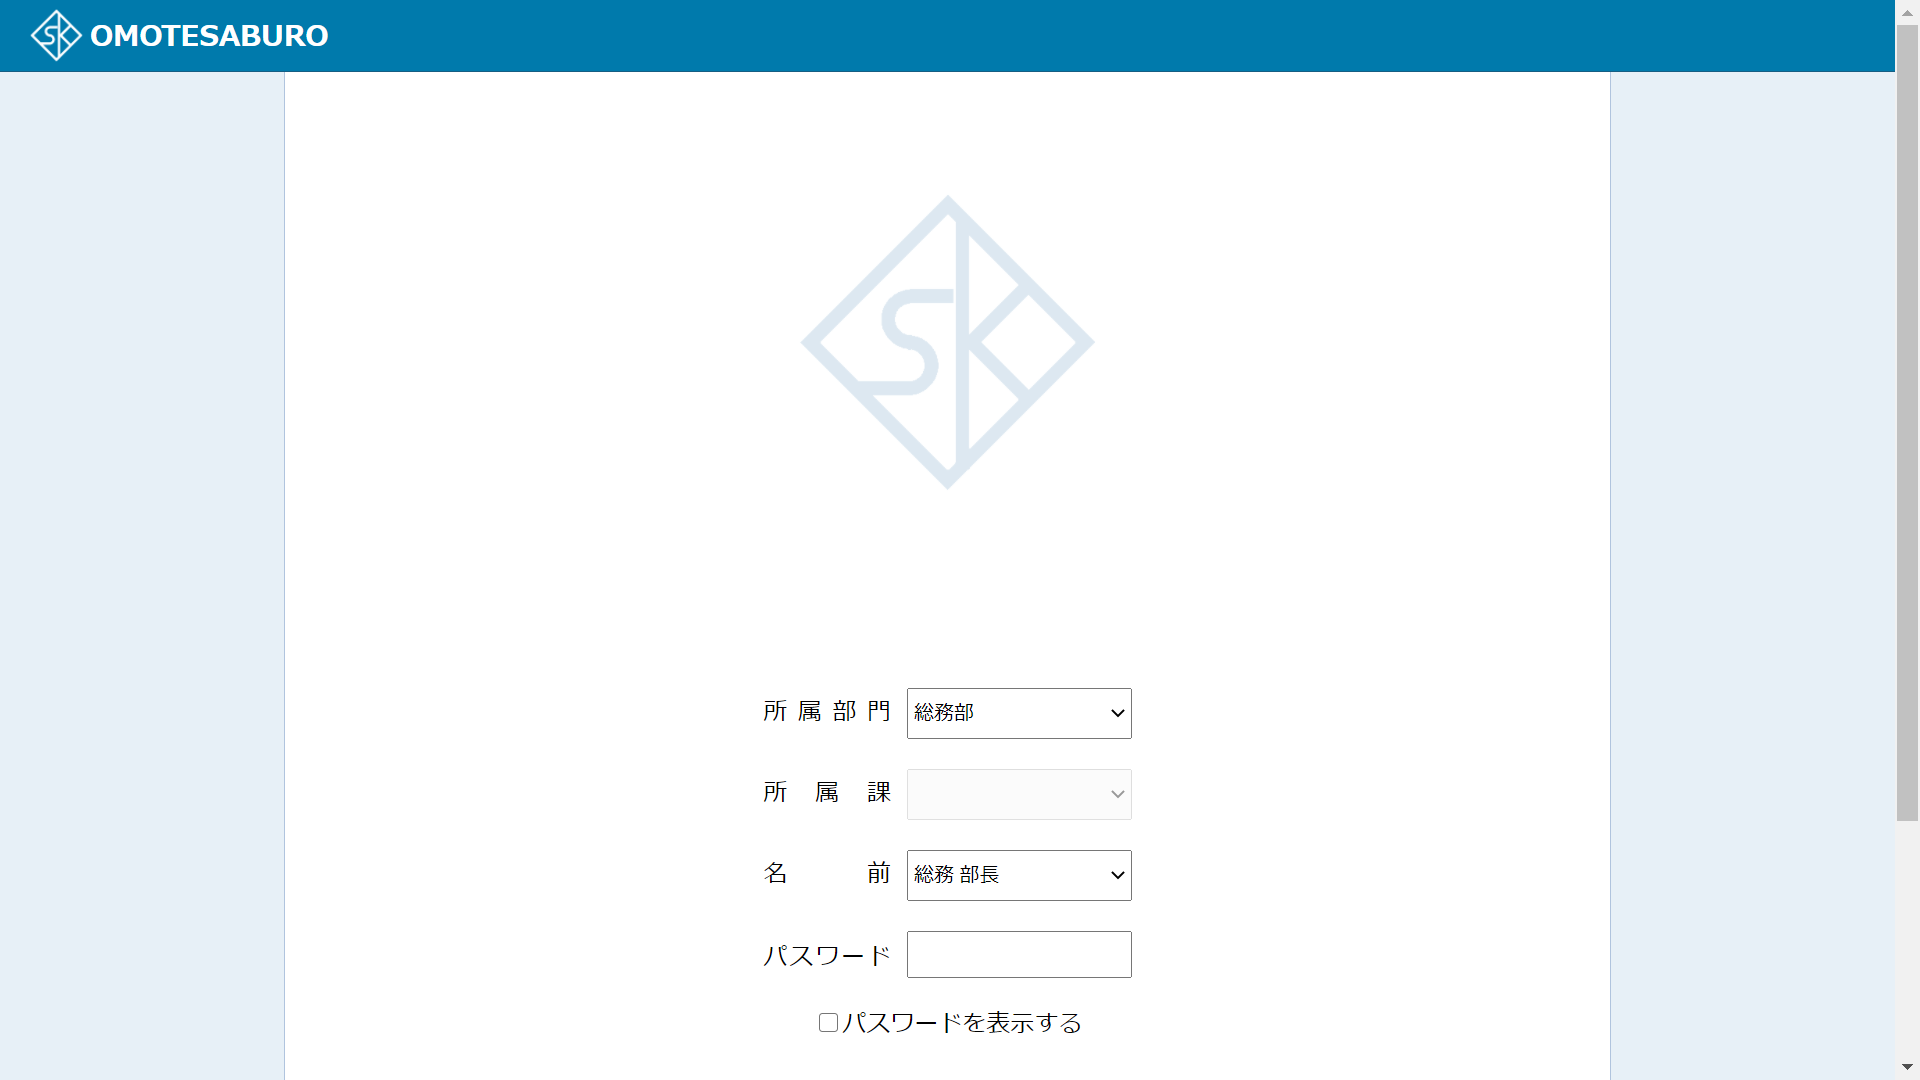 OMOTESABURO
所属部門 総務部
所属課
名前 総務 部長
パスワード
パスワードを表示する